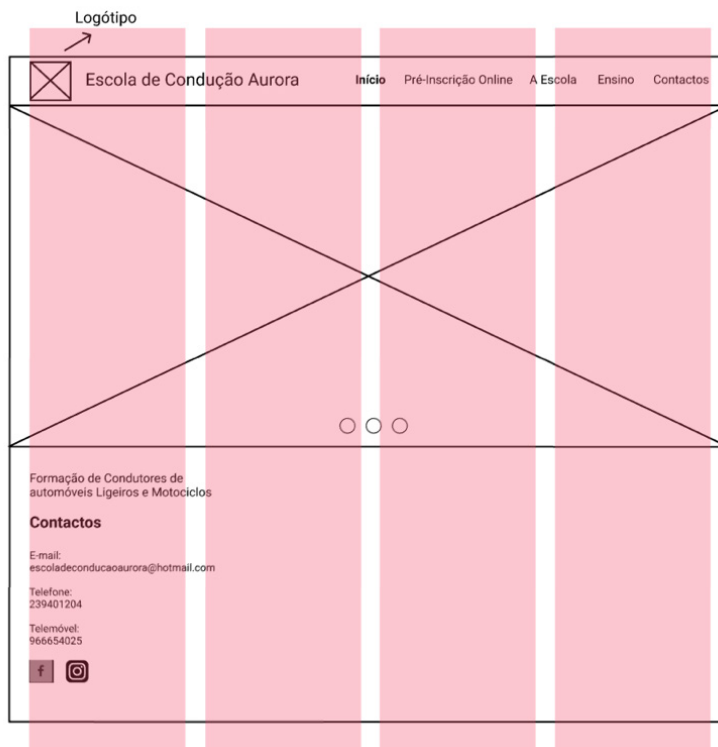 Logótipo
Escola de Condução Aurora
Início Pré-Inscrição Online A Escola Ensino Contactos
Formação de Condutores de
automóveis Ligeiros e Motociclos
Contactos
E-mail:
escoladeconducaoaurora@hotmail.com
Telefone:
239401204
Telemóvel:
966654025
f